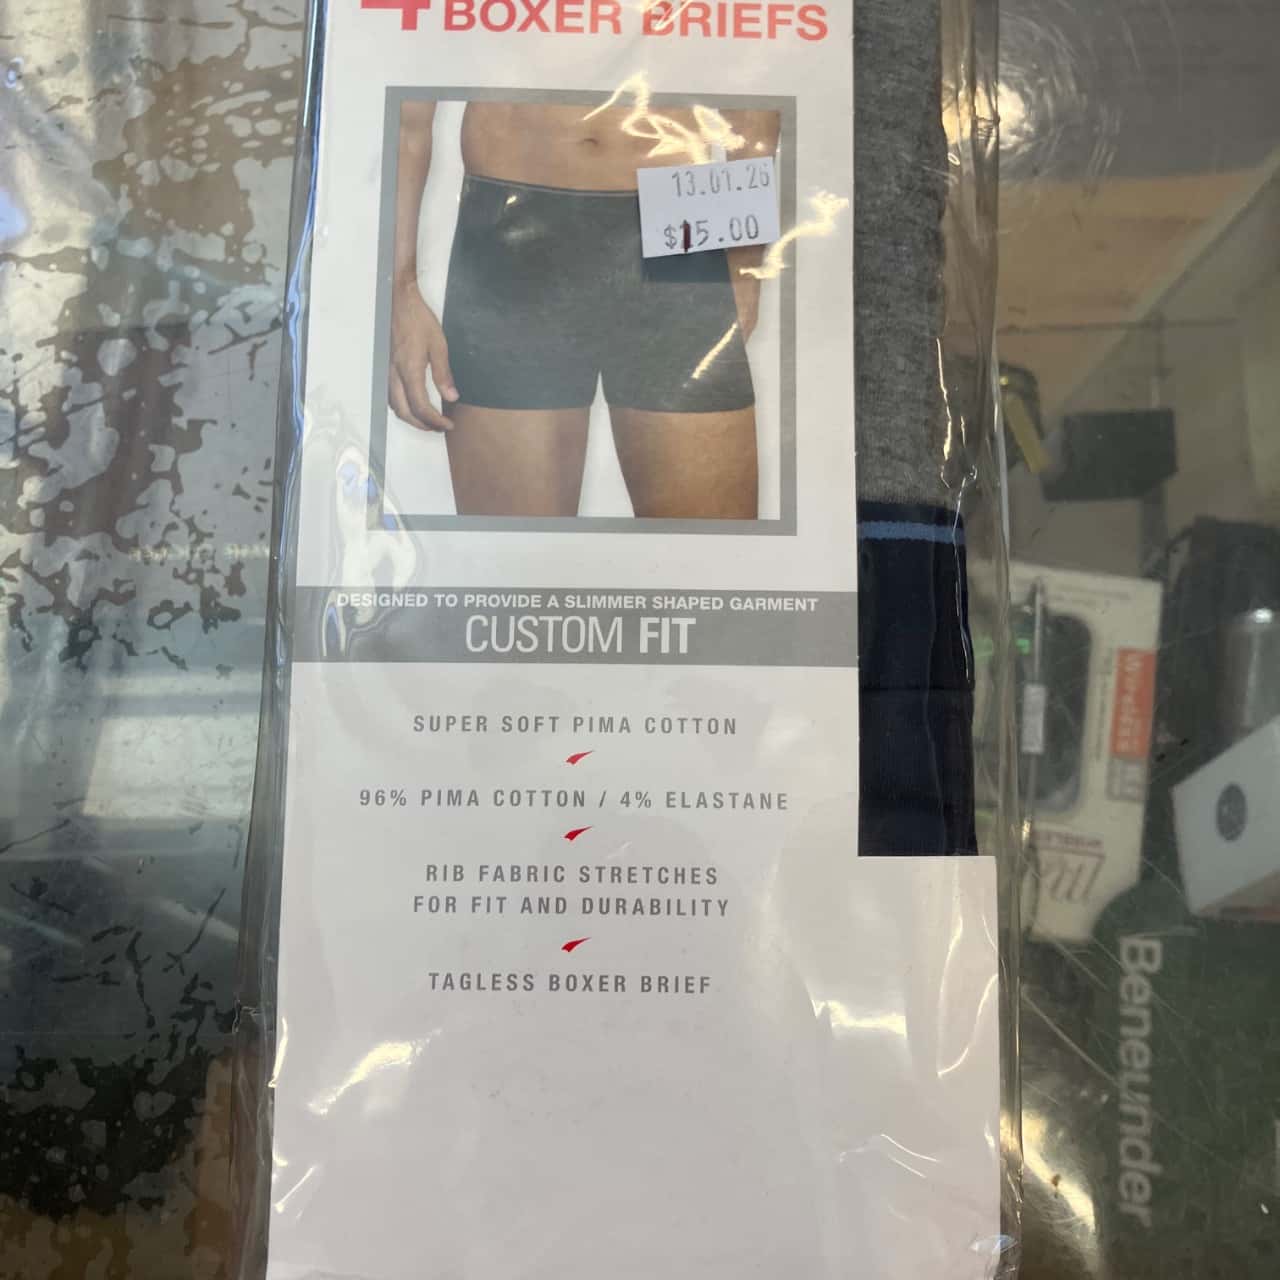 4 BOXER BRIEFS
13.01.26
$15.00
DESIGNED TO PROVIDE A SLIMMER SHAPED GARMENT
CUSTOM FIT
SUPER SOFT PIMA COTTON
96% PIMA COTTON / 4% ELASTANE
RIB FABRIC STRETCHES
FOR FIT AND DURABILITY
TAGLESS BOXER BRIEF
Beneunder